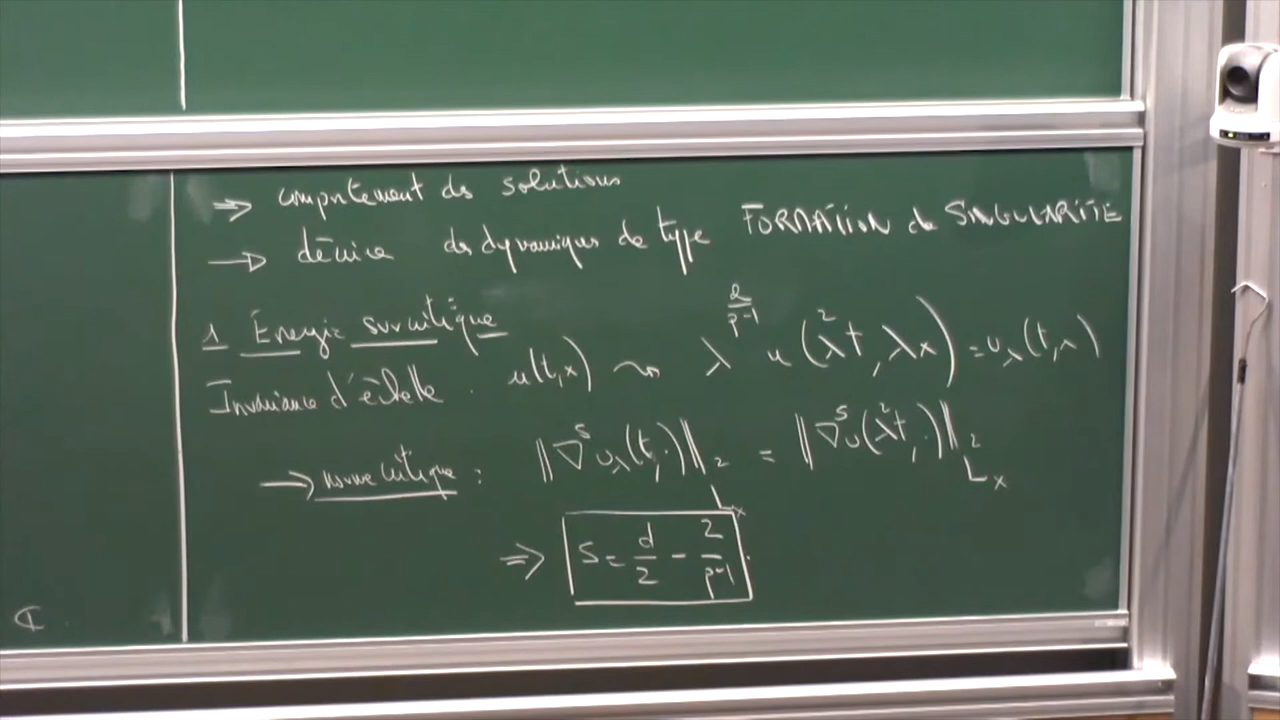 ⇒ comportement des solutions
→ décrire des dynamiques de type FORMATION de SINGULARITÉ
1 Énergie surcritique
Invariance d'échelle . u(t,x) ⇝ λ^{2/(p-1)} u(λ²t, λx) = u_λ(t,x)
→ norme critique : ‖∇^s u_λ(t,·)‖_{L²_x} = ‖∇^s u(λ²t,·)‖_{L²_x}
⇒ s = d/2 - 2/(p-1) .
ℂ